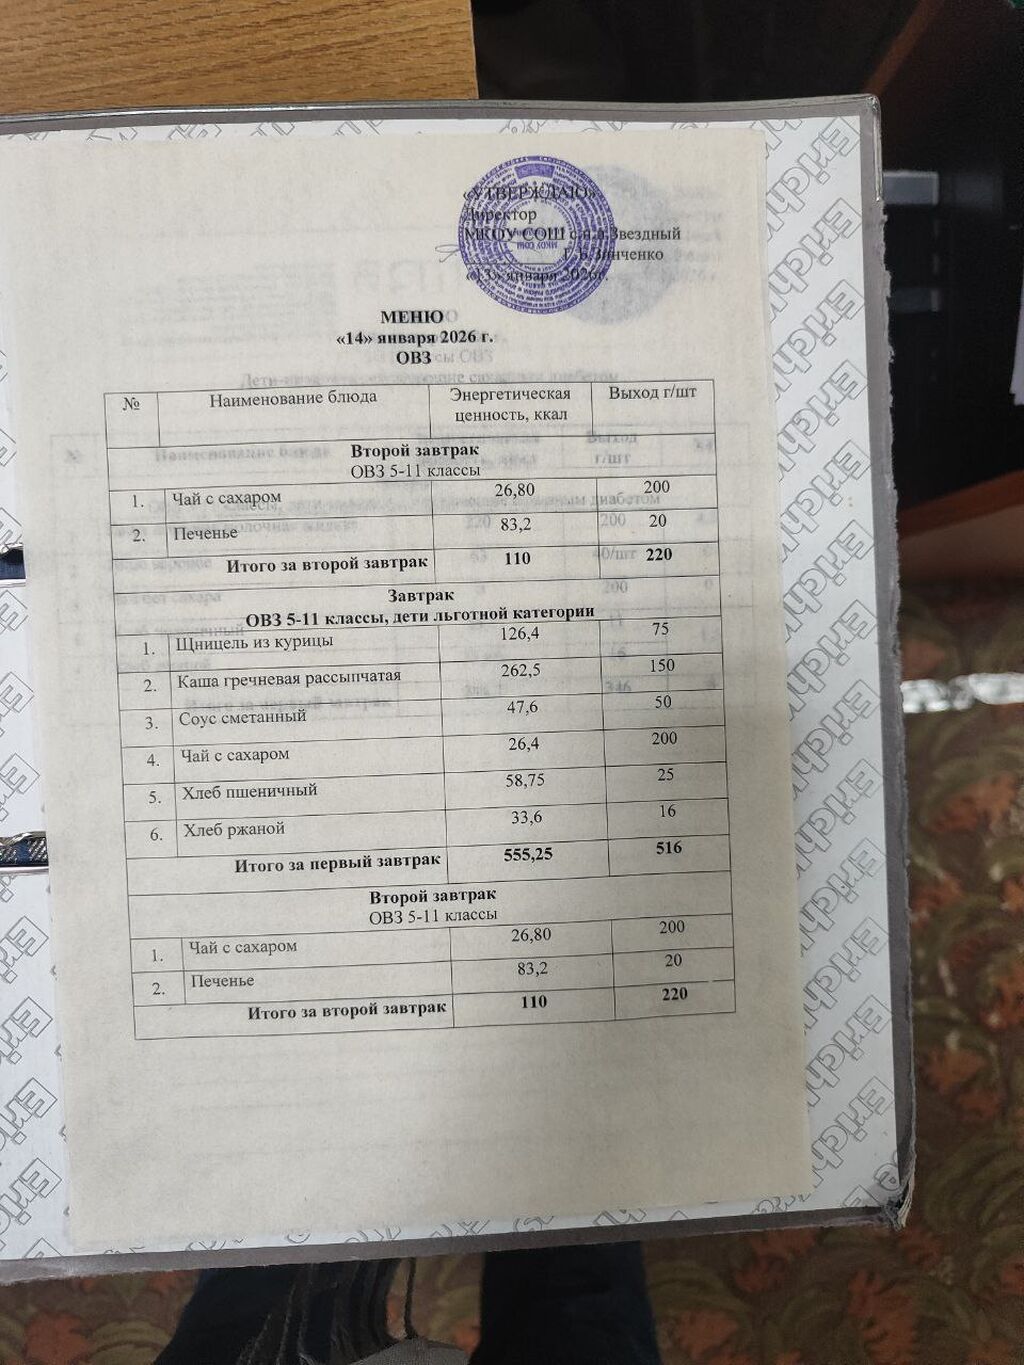 «УТВЕРЖДАЮ»
Директор
МКОУ СОШ с.п.п.Звездный
Г.Б.Зинченко
«13» января 2026г.
МЕНЮ
«14» января 2026 г.
ОВЗ
№ Наименование блюда Энергетическая ценность, ккал Выход г/шт
Второй завтрак
ОВЗ 5-11 классы
1. Чай с сахаром 26,80 200
2. Печенье 83,2 20
Итого за второй завтрак 110 220
Завтрак
ОВЗ 5-11 классы, дети льготной категории
1. Щницель из курицы 126,4 75
2. Каша гречневая рассыпчатая 262,5 150
3. Соус сметанный 47,6 50
4. Чай с сахаром 26,4 200
5. Хлеб пшеничный 58,75 25
6. Хлеб ржаной 33,6 16
Итого за первый завтрак 555,25 516
Второй завтрак
ОВЗ 5-11 классы
1. Чай с сахаром 26,80 200
2. Печенье 83,2 20
Итого за второй завтрак 110 220